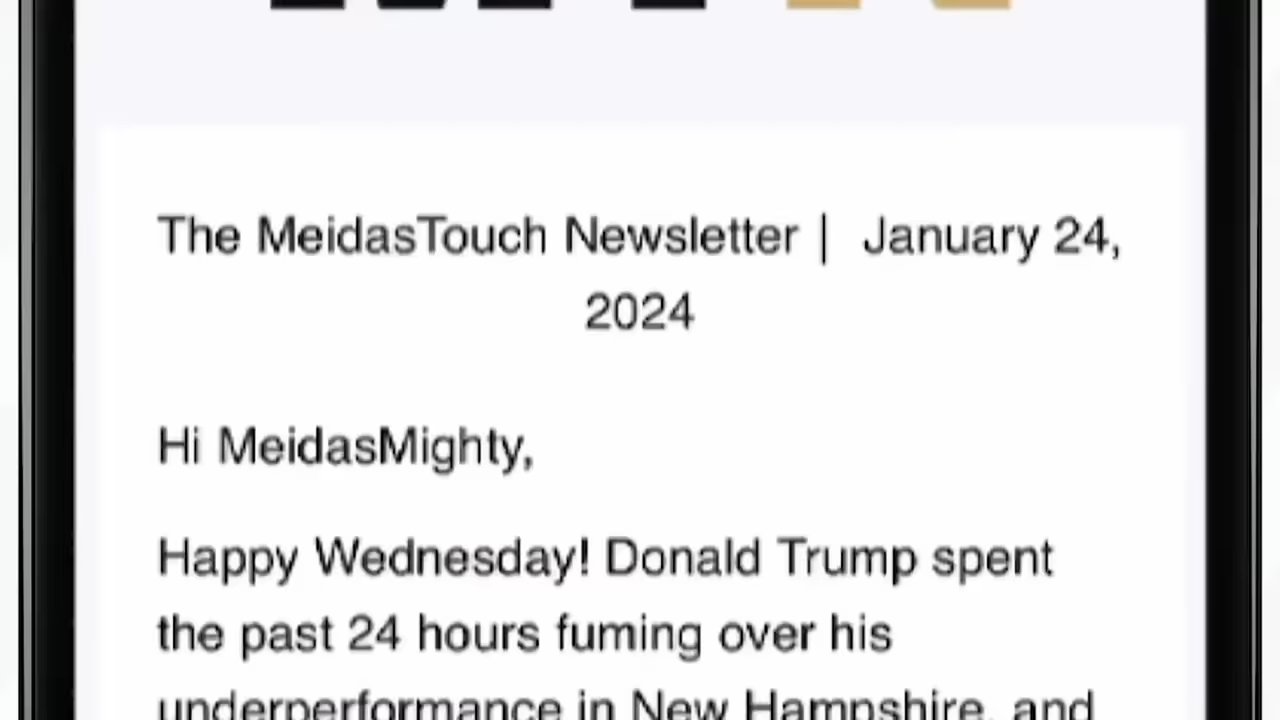 The MeidasTouch Newsletter | January 24,
2024
Hi MeidasMighty,
Happy Wednesday! Donald Trump spent
the past 24 hours fuming over his
underperformance in New Hampshire, and